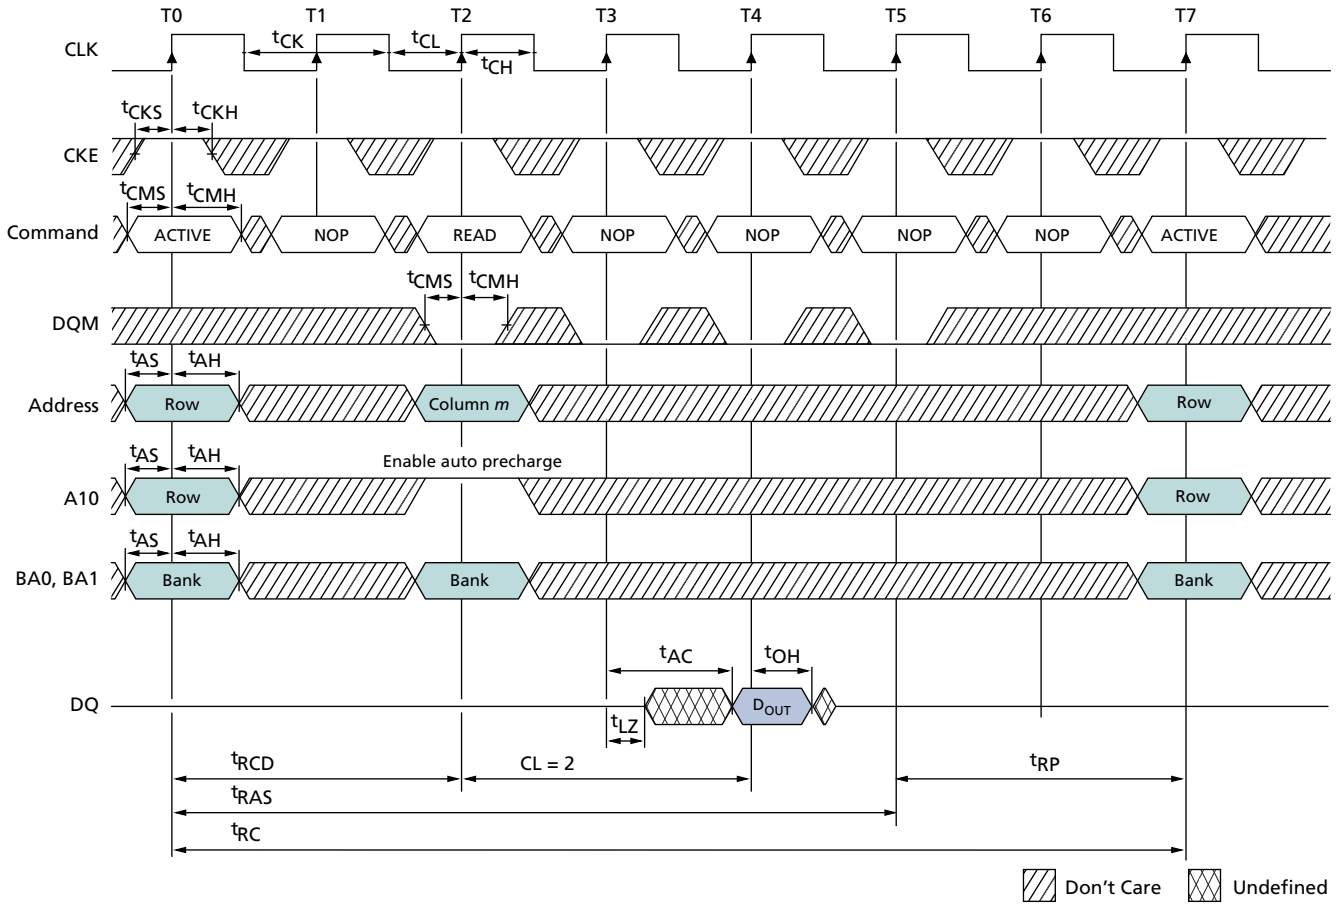 T0 T1 T2 T3 T4 T5 T6 T7
CLK tCK tCL tCH
tCKS tCKH
CKE
tCMS tCMH
Command ACTIVE NOP READ NOP NOP NOP NOP ACTIVE
tCMS tCMH
DQM
tAS tAH
Address Row Column m Row
tAS tAH
Enable auto precharge
A10 Row Row
tAS tAH
BA0, BA1 Bank Bank Bank
tAC tOH
DQ DOUT
tLZ
tRCD CL = 2 tRP
tRAS
tRC
Don't Care Undefined